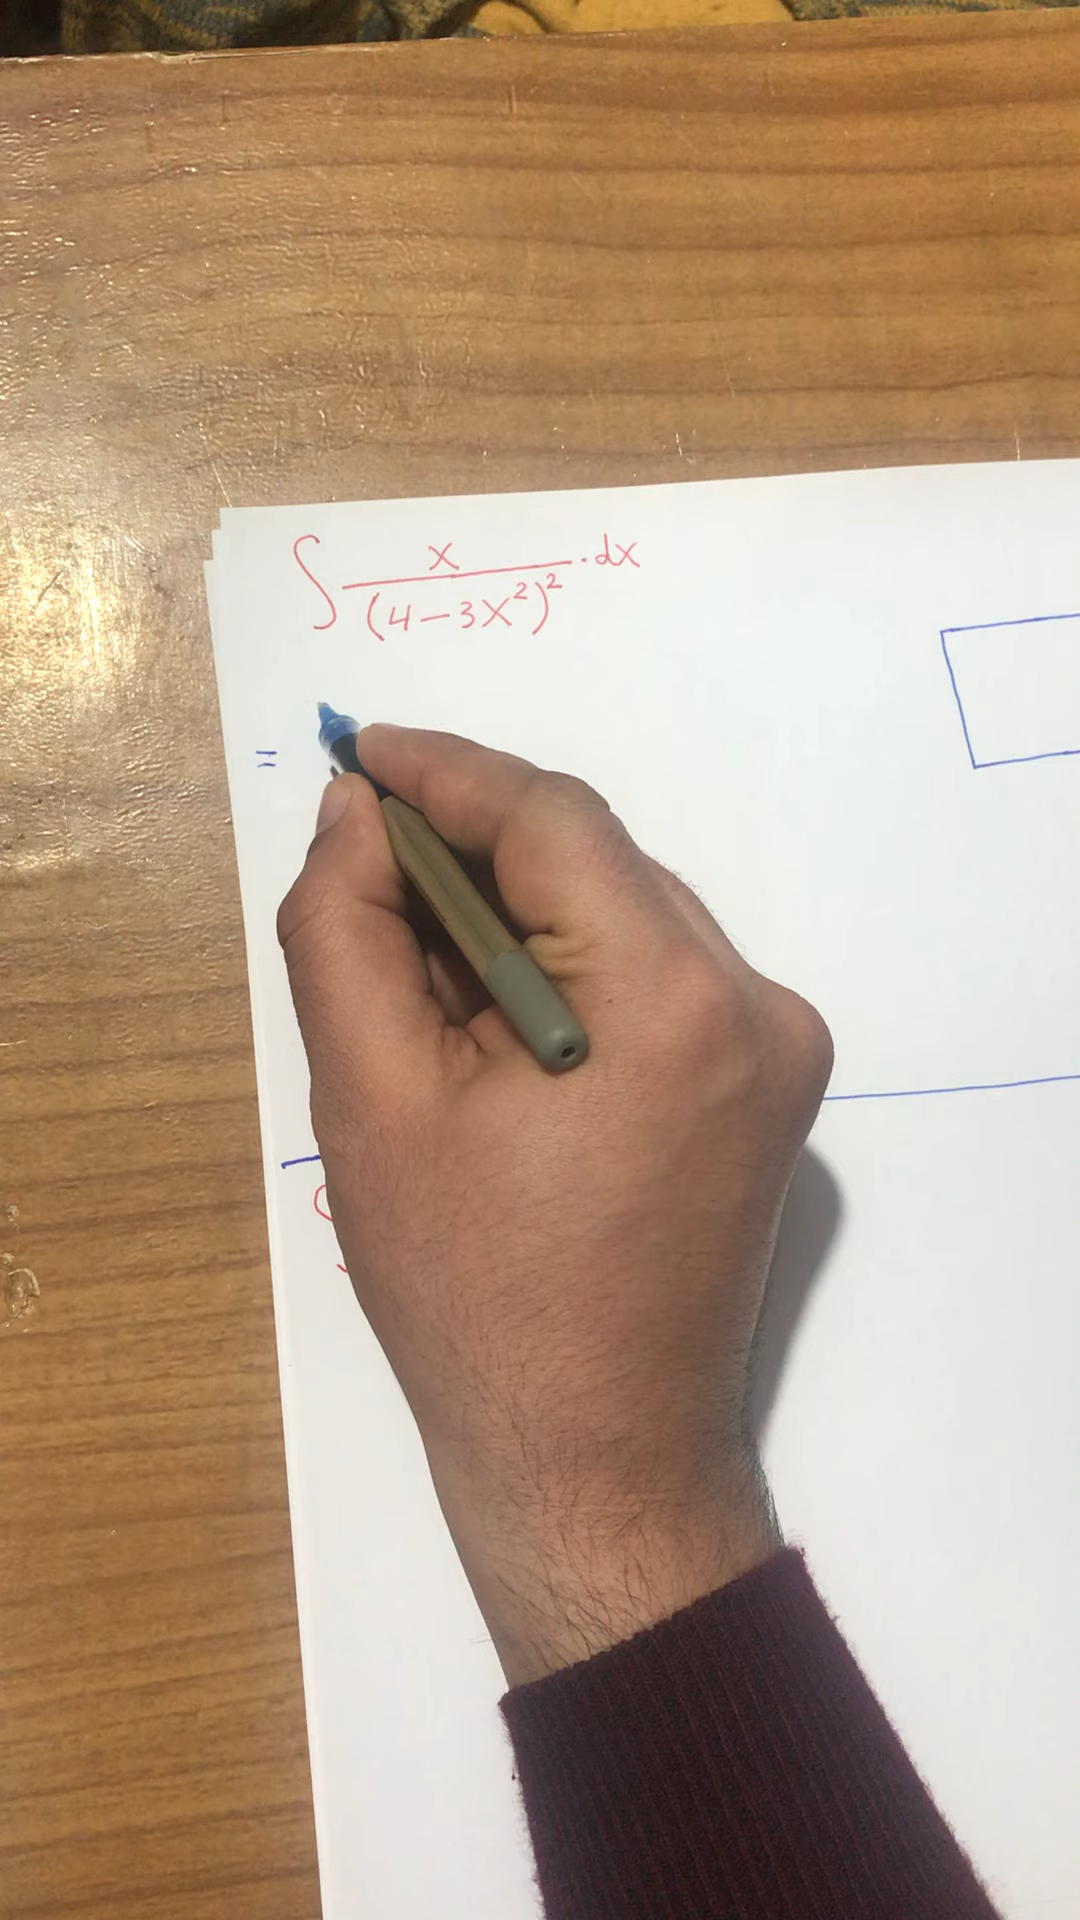 ∫ x/(4-3x²)² · dx
=